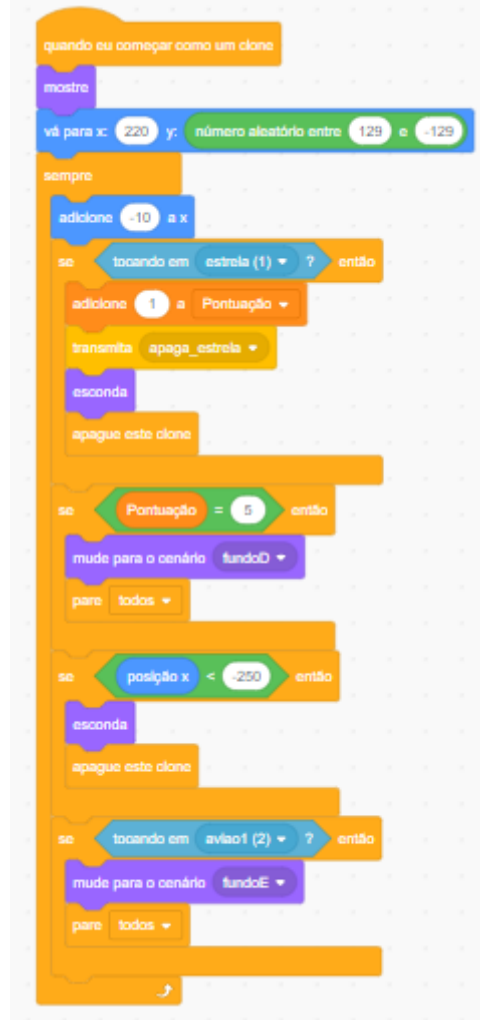 quando eu começar como um clone
mostre
vá para x: 220 y: número aleatório entre 129 e -129
sempre
adicione -10 a x
se tocando em estrela (1) ? então
adicione 1 a Pontuação
transmita apaga_estrela
esconda
apague este clone
se Pontuação = 5 então
mude para o cenário fundoD
pare todos
se posição x < -250 então
esconda
apague este clone
se tocando em aviao1 (2) ? então
mude para o cenário fundoE
pare todos